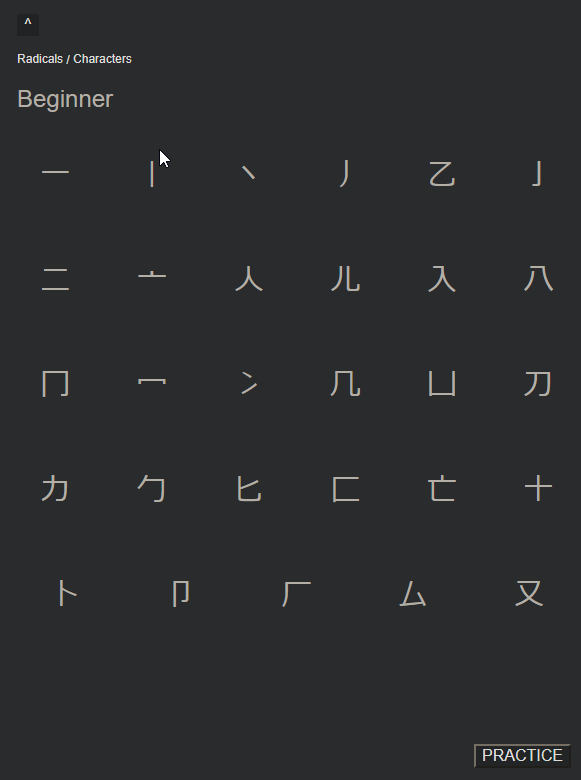 ^
Radicals / Characters
Beginner
一 丨 丶 丿 乙 亅
二 亠 人 儿 入 八
冂 冖 冫 几 凵 刀
力 勹 匕 匚 亡 十
卜 卩 厂 厶 又
PRACTICE